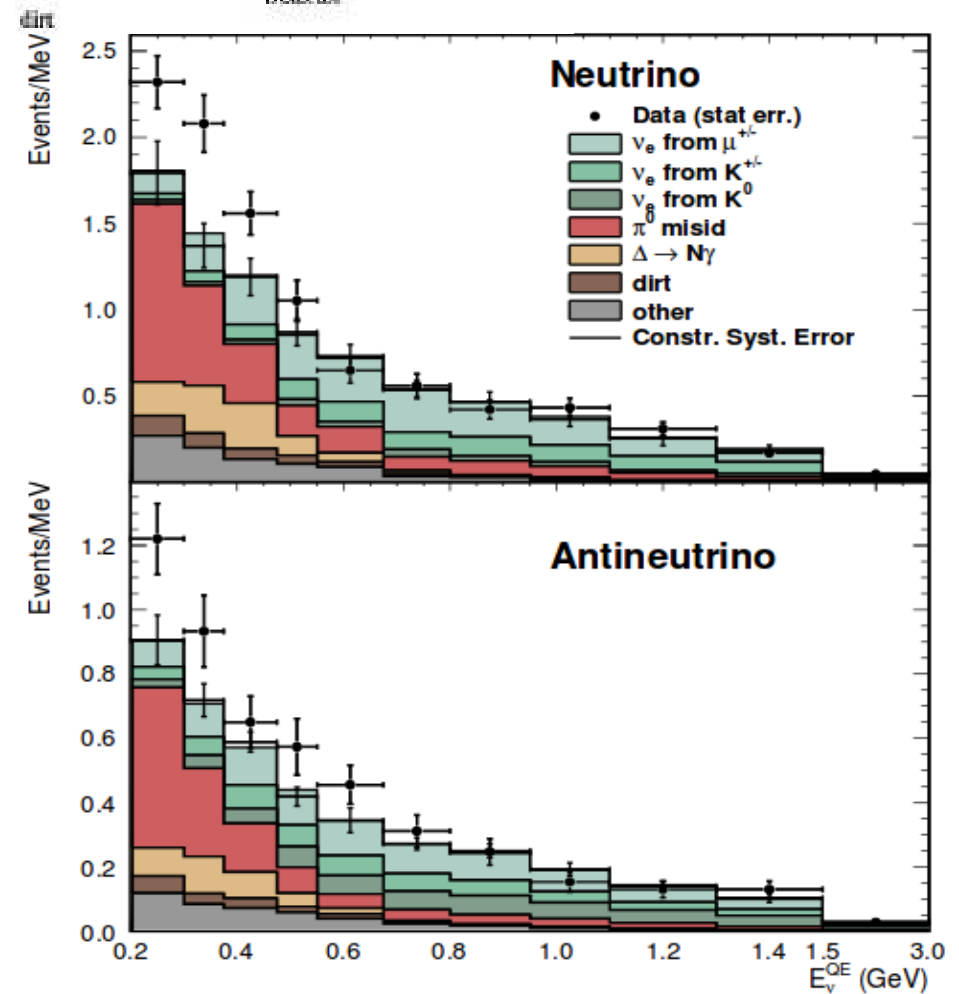 dirt
Events/MeV
2.5
2.0
1.5
1.0
0.5
Neutrino
Data (stat err.)
νe from μ+/-
νe from K+/-
νe from K0
π0 misid
Δ → Nγ
dirt
other
Constr. Syst. Error
Events/MeV
1.2
1.0
0.8
0.6
0.4
0.2
0.0
Antineutrino
0.2 0.4 0.6 0.8 1.0 1.2 1.4 1.5 3.0
EνQE (GeV)